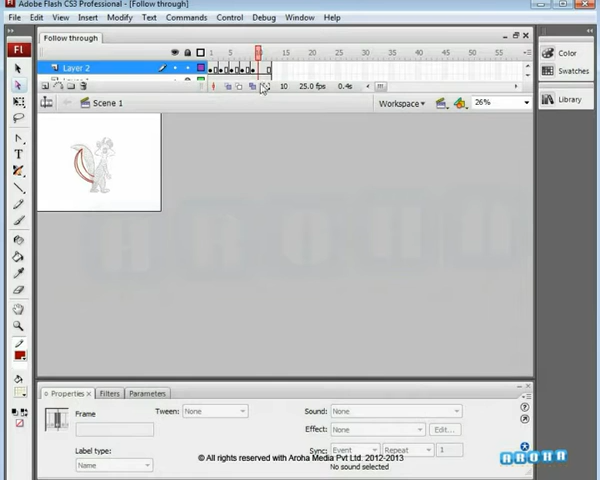 Adobe Flash CS3 Professional - [Follow through]
File Edit View Insert Modify Text Commands Control Debug Window Help
Fl
Follow through
1 5 10 15 20 25 30 35 40 45 50 55
Layer 2
10 25.0 fps 0.4s
Scene 1
Workspace
26%
Color
Swatches
Library
T
AROHA
Properties × Filters Parameters
Frame
Tween: None
Sound: None
Effect: None Edit...
Label type:
Name
Sync: Event Repeat 1
No sound selected
© All rights reserved with Aroha Media Pvt Ltd. 2012-2013
AROHA